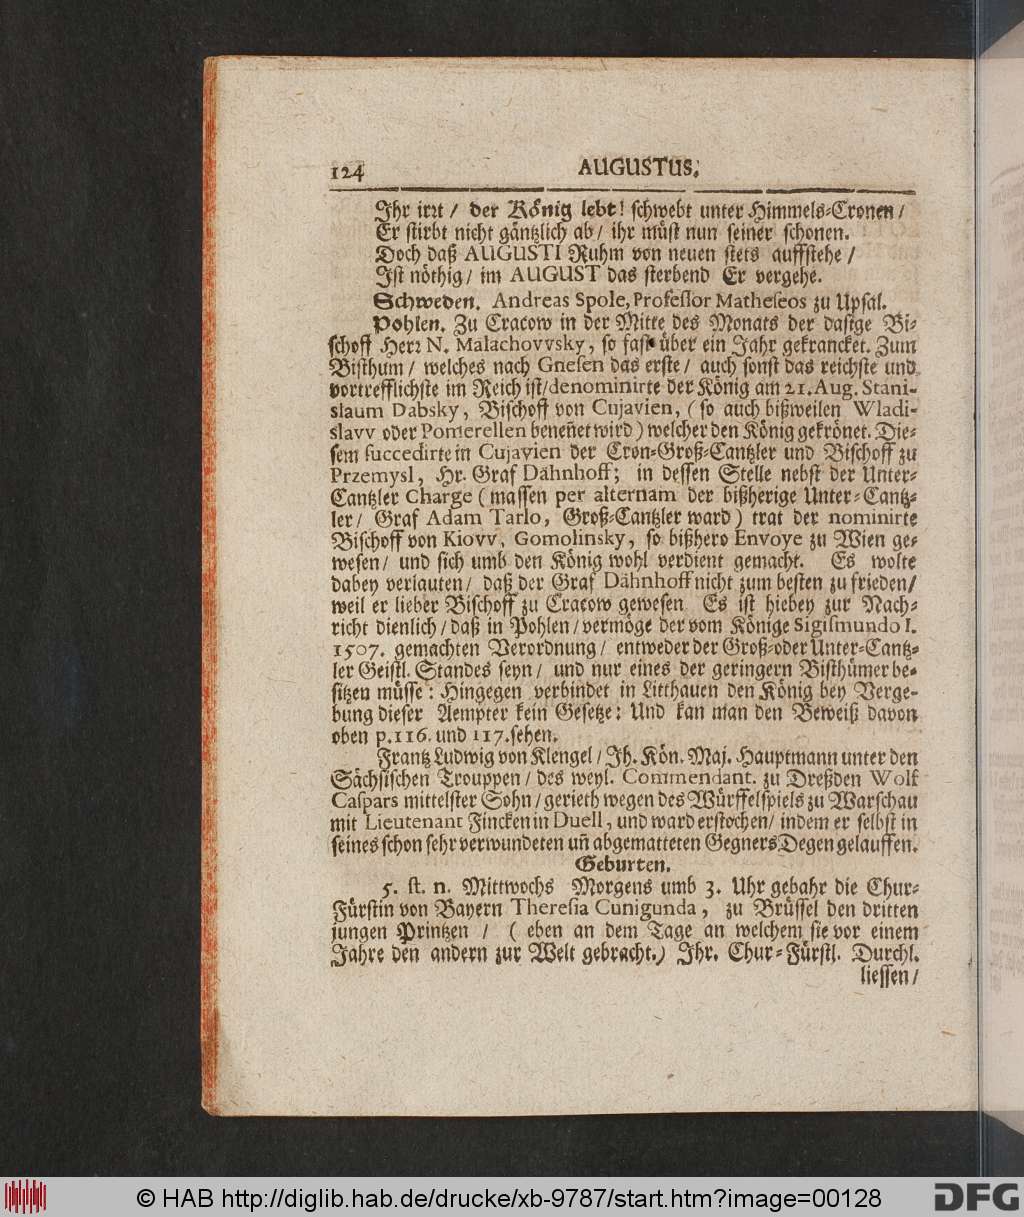 124 AUGUSTUS.
Ihr irrt / der König lebt! schwebt unter Himmels-Cronen /
Er stirbt nicht gäntzlich ab / ihr müst nun seiner schonen.
Doch daß AUGUSTI Ruhm von neuen stets auffstehe /
Ist nöthig / im AUGUST das sterbend Er vergehe.
Schweden. Andreas Spole, Professor Matheseos zu Upsal.
Pohlen. Zu Cracow in der Mitte des Monats der dasige Bi-
schoff Herr N. Malachovvsky, so fast über ein Jahr gekrancket. Zum
Bisthum / welches nach Gnesen das erste / auch sonst das reichste und
vortrefflichste im Reich ist / denominirte der König am 21. Aug. Stani-
slaum Dabsky, Bischoff von Cujavien, (so auch bißweilen Wladi-
slavv oder Pomerellen beneñet wird) welcher den König gekrönet. Die-
sem succedirte in Cujavien der Cron-Groß-Cantzler und Bischoff zu
Przemysl, Hr. Graf Dähnhoff; in dessen Stelle nebst der Unter-
Cantzler Charge (massen per alternam der bißherige Unter-Cantz-
ler / Graf Adam Tarlo, Groß-Cantzler ward) trat der nominirte
Bischoff von Kiovv, Gomolinsky, so bißhero Envoye zu Wien ge-
wesen / und sich umb den König wohl verdient gemacht. Es wolte
dabey verlauten / daß der Graf Dähnhoff nicht zum besten zu frieden /
weil er lieber Bischoff zu Cracow gewesen Es ist hiebey zur Nach-
richt dienlich / daß in Pohlen / vermöge der vom Könige Sigismundo I.
1507. gemachten Verordnung / entweder der Groß- oder Unter-Cantz-
ler Geistl. Standes seyn / und nur eines der geringern Bisthümer be-
sitzen müsse: Hingegen verbindet in Litthauen den König bey Verge-
bung dieser Aempter kein Gesetze: Und kan man den Beweiß davon
oben p. 116. und 117. sehen.
Frantz Ludwig von Klengel / Ih. Kön. Maj. Hauptmann unter den
Sächsischen Trouppen / des weyl. Commendant. zu Dreßden Wolf
Caspars mittelster Sohn / gerieth wegen des Würffelspiels zu Warschau
mit Lieutenant Fincken in Duell, und ward erstochen / indem er selbst in
seines schon sehr verwundeten uñ abgematteten Gegners Degen gelauffen.
Geburten.
5. st. n. Mittwochs Morgens umb 3. Uhr gebahr die Chur-
Fürstin von Bayern Theresia Cunigunda, zu Brüssel den dritten
jungen Printzen / (eben an dem Tage an welchem sie vor einem
Jahre den andern zur Welt gebracht.) Ihr. Chur-Fürstl. Durchl.
liessen /
© HAB http://diglib.hab.de/drucke/xb-9787/start.htm?image=00128
DFG